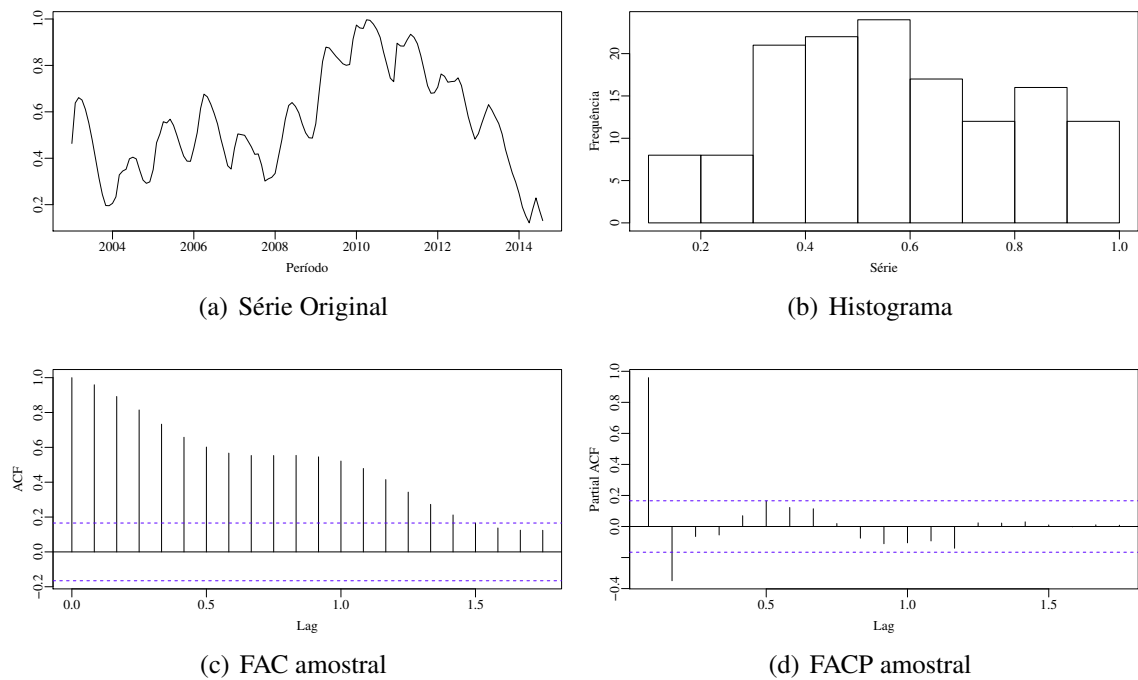 0.2 0.4 0.6 0.8 1.0
2004 2006 2008 2010 2012 2014
Período
(a) Série Original
Frequência
0 5 10 15 20
0.2 0.4 0.6 0.8 1.0
Série
(b) Histograma
ACF
−0.2 0.0 0.2 0.4 0.6 0.8 1.0
0.0 0.5 1.0 1.5
Lag
(c) FAC amostral
Partial ACF
−0.4 0.0 0.2 0.4 0.6 0.8 1.0
0.5 1.0 1.5
Lag
(d) FACP amostral